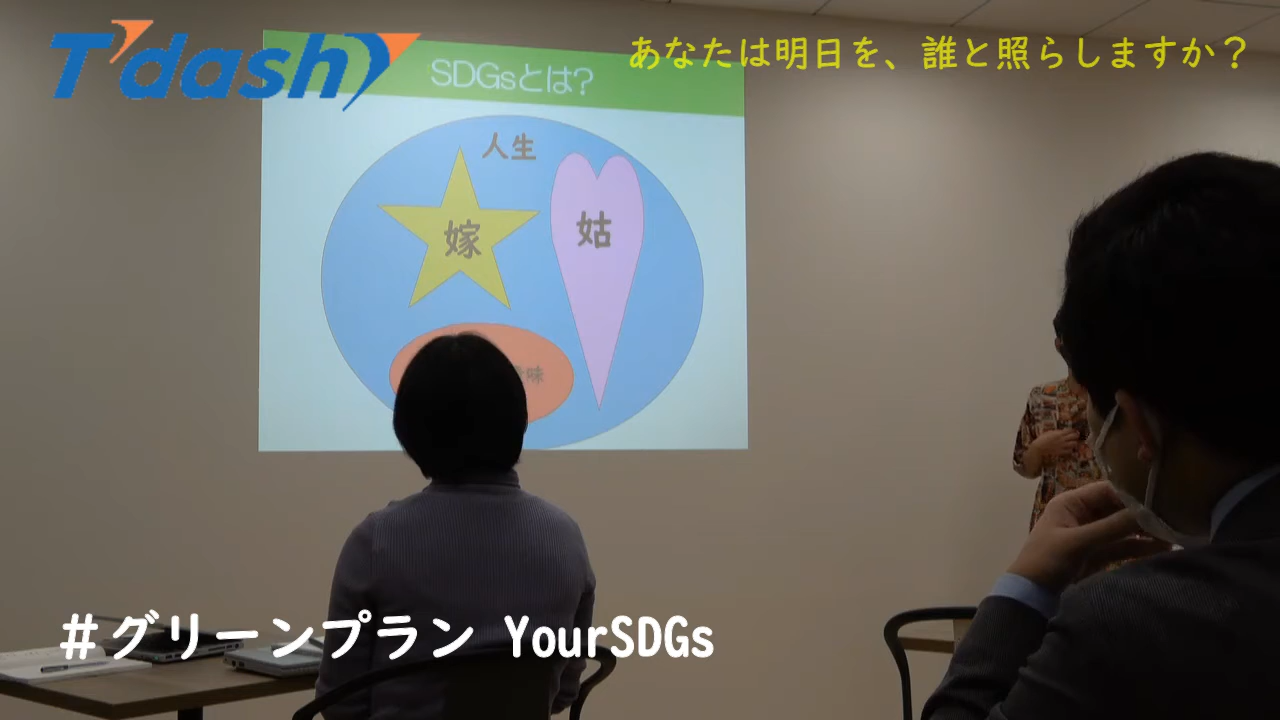 T'dash
あなたは明日を、誰と照らしますか？
SDGsとは?
人生
嫁
姑
味
#グリーンプラン YourSDGs